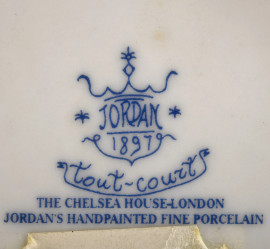 JORDAN
1897
tout-court
THE CHELSEA HOUSE-LONDON
JORDAN'S HANDPAINTED FINE PORCELAIN